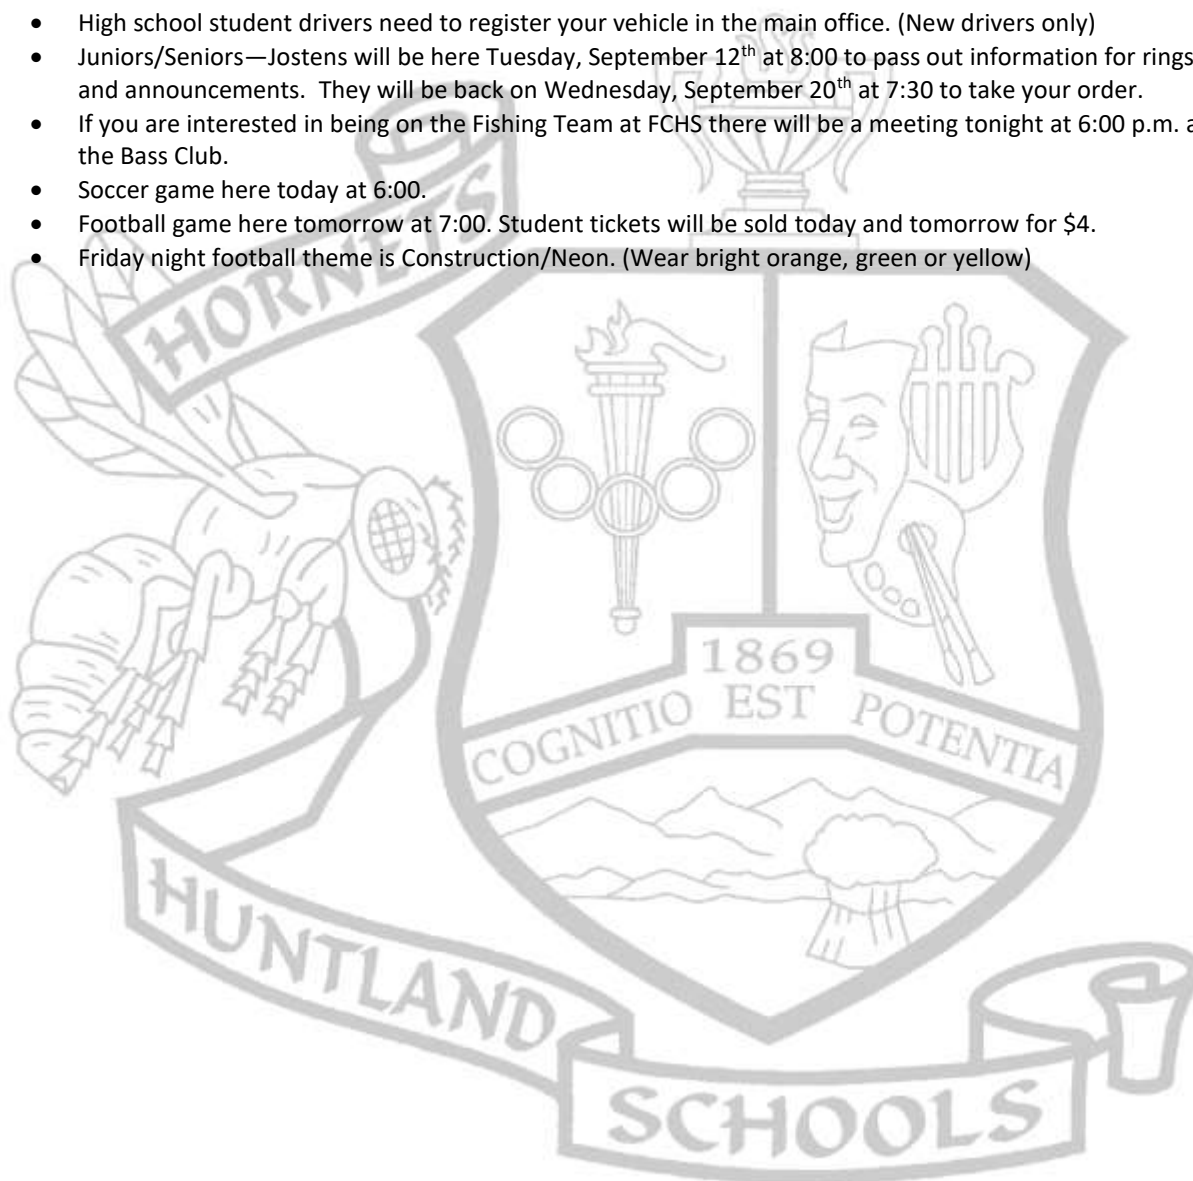 • High school student drivers need to register your vehicle in the main office. (New drivers only)
• Juniors/Seniors—Jostens will be here Tuesday, September 12th at 8:00 to pass out information for rings
and announcements.  They will be back on Wednesday, September 20th at 7:30 to take your order.
• If you are interested in being on the Fishing Team at FCHS there will be a meeting tonight at 6:00 p.m.
the Bass Club.
• Soccer game here today at 6:00.
• Football game here tomorrow at 7:00. Student tickets will be sold today and tomorrow for $4.
• Friday night football theme is Construction/Neon. (Wear bright orange, green or yellow)
HORNETS
1869
COGNITIO EST POTENTIA
HUNTLAND
SCHOOLS